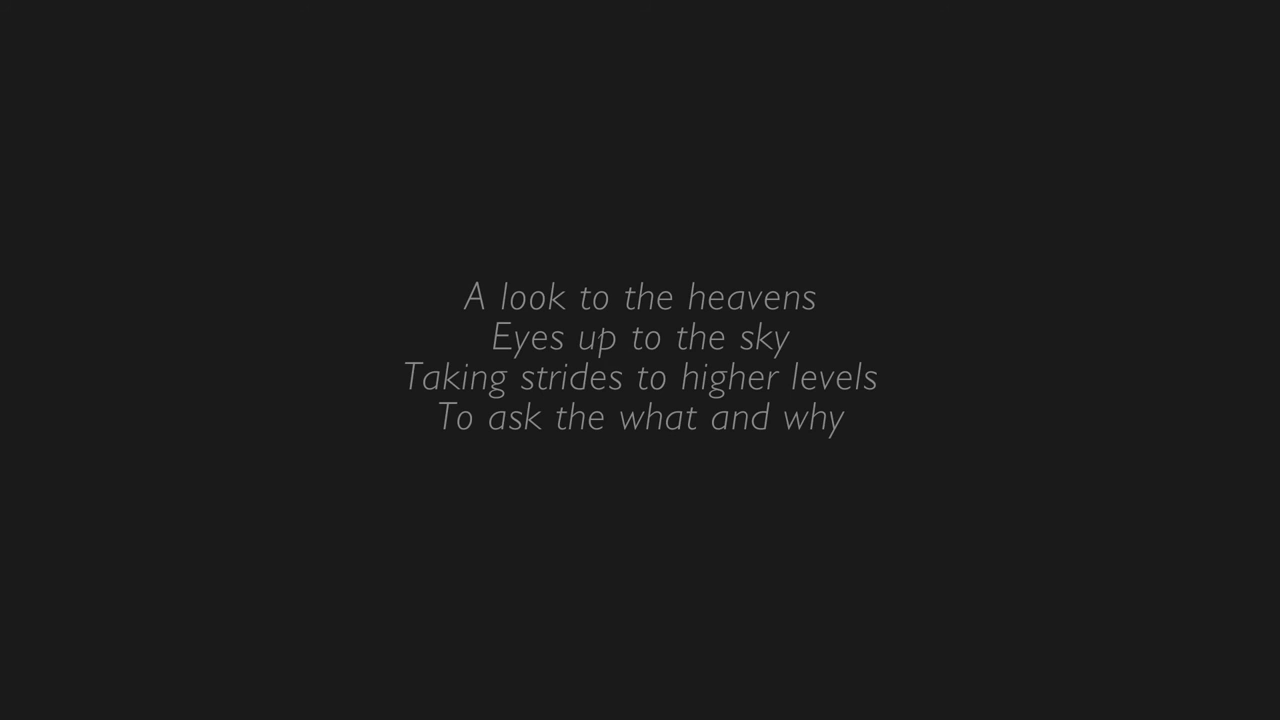 A look to the heavens
Eyes up to the sky
Taking strides to higher levels
To ask the what and why